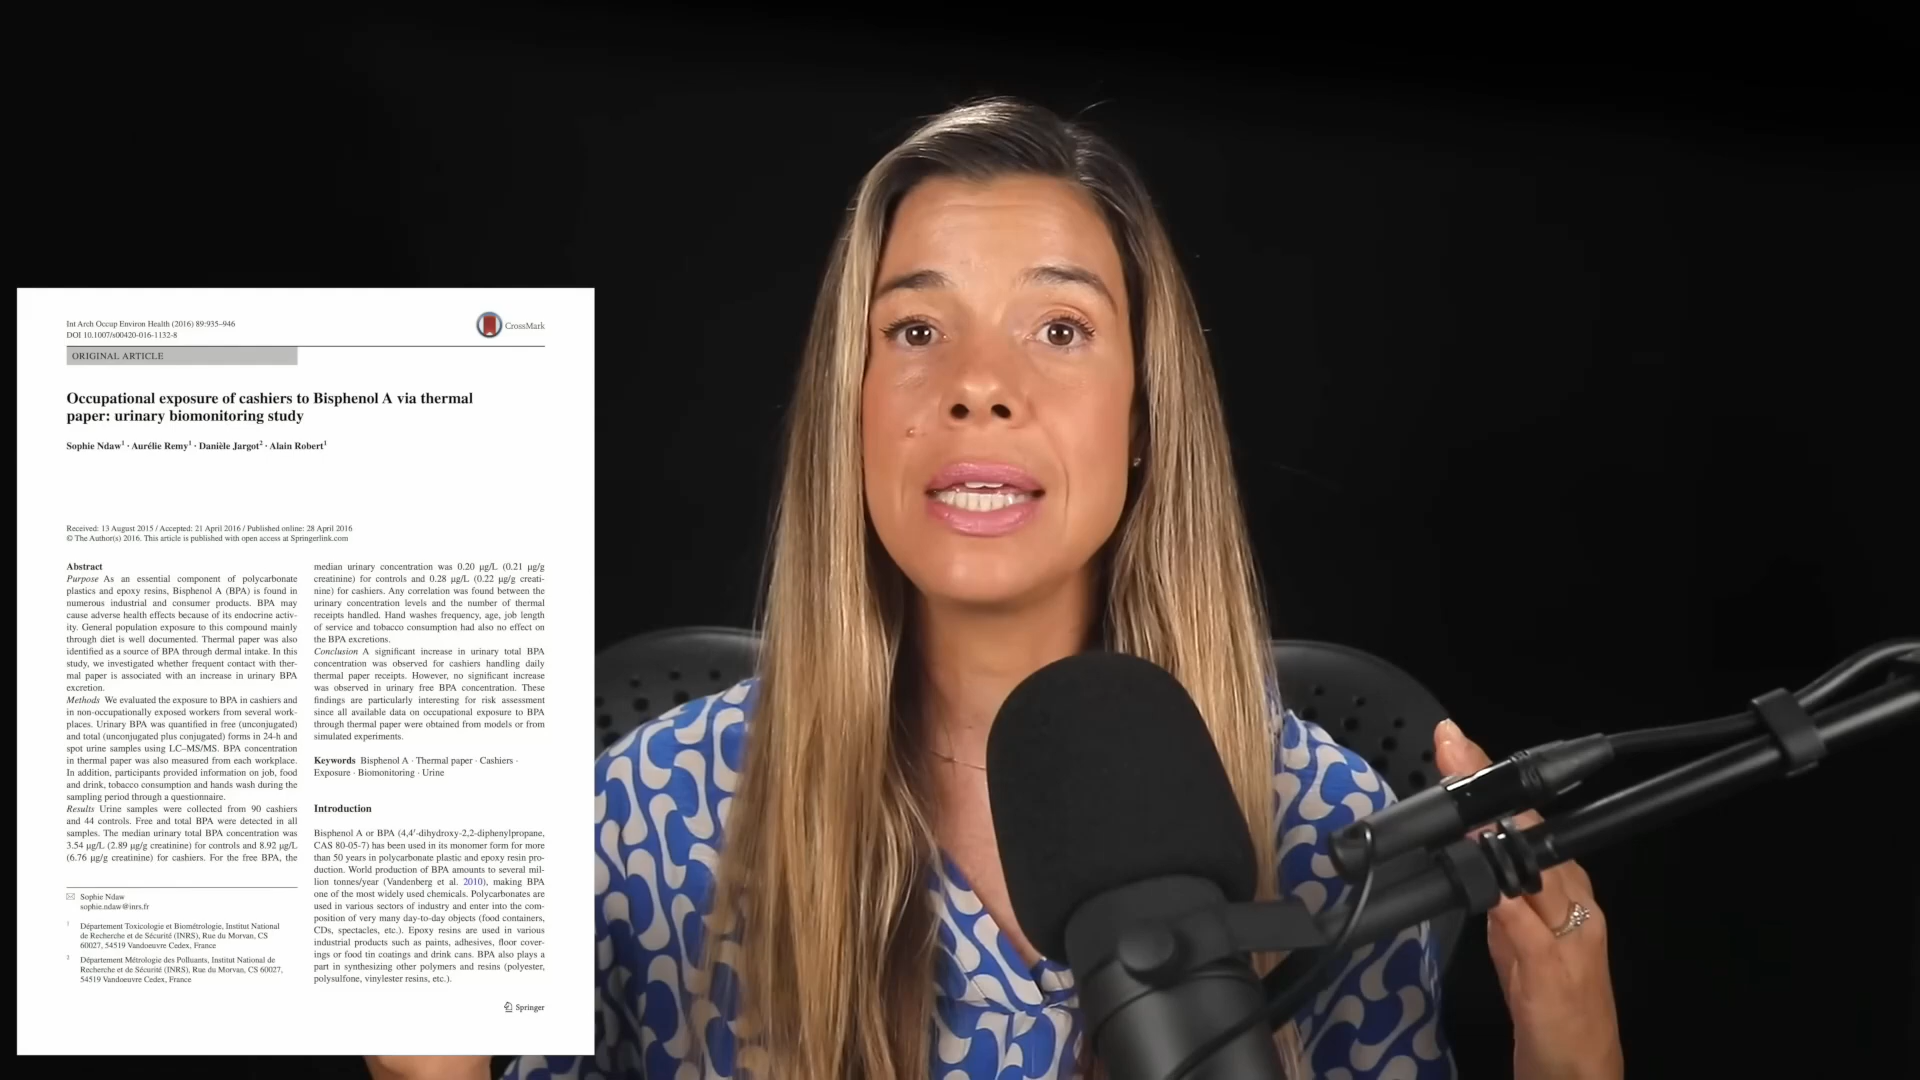 Int Arch Occup Environ Health (2016) 89:935–946
DOI 10.1007/s00420-016-1132-8
CrossMark
ORIGINAL ARTICLE
Occupational exposure of cashiers to Bisphenol A via thermal
paper: urinary biomonitoring study
Sophie Ndaw¹ · Aurélie Remy¹ · Danièle Jargot² · Alain Robert¹
Received: 13 August 2015 / Accepted: 21 April 2016 / Published online: 28 April 2016
© The Author(s) 2016. This article is published with open access at Springerlink.com
Abstract
Purpose As an essential component of polycarbonate
plastics and epoxy resins, Bisphenol A (BPA) is found in
numerous industrial and consumer products. BPA may
cause adverse health effects because of its endocrine activ-
ity. General population exposure to this compound mainly
through diet is well documented. Thermal paper was also
identified as a source of BPA through dermal intake. In this
study, we investigated whether frequent contact with ther-
mal paper is associated with an increase in urinary BPA
excretion.
Methods We evaluated the exposure to BPA in cashiers and
in non-occupationally exposed workers from several work-
places. Urinary BPA was quantified in free (unconjugated)
and total (unconjugated plus conjugated) forms in 24-h and
spot urine samples using LC–MS/MS. BPA concentration
in thermal paper was also measured from each workplace.
In addition, participants provided information on job, food
and drink, tobacco consumption and hands wash during the
sampling period through a questionnaire.
Results Urine samples were collected from 90 cashiers
and 44 controls. Free and total BPA were detected in all
samples. The median urinary total BPA concentration was
3.54 µg/L (2.89 µg/g creatinine) for controls and 8.92 µg/L
(6.76 µg/g creatinine) for cashiers. For the free BPA, the
Sophie Ndaw
sophie.ndaw@inrs.fr
1 Département Toxicologie et Biométrologie, Institut National
de Recherche et de Sécurité (INRS), Rue du Morvan, CS
60027, 54519 Vandoeuvre Cedex, France
2 Département Métrologie des Polluants, Institut National de
Recherche et de Sécurité (INRS), Rue du Morvan, CS 60027,
54519 Vandoeuvre Cedex, France
median urinary concentration was 0.20 µg/L (0.21 µg/g
creatinine) for controls and 0.28 µg/L (0.22 µg/g creati-
nine) for cashiers. Any correlation was found between the
urinary concentration levels and the number of thermal
receipts handled. Hand washes frequency, age, job length
of service and tobacco consumption had also no effect on
the BPA excretions.
Conclusion A significant increase in urinary total BPA
concentration was observed for cashiers handling daily
thermal paper receipts. However, no significant increase
was observed in urinary free BPA concentration. These
findings are particularly interesting for risk assessment
since all available data on occupational exposure to BPA
through thermal paper were obtained from models or from
simulated experiments.
Keywords Bisphenol A · Thermal paper · Cashiers ·
Exposure · Biomonitoring · Urine
Introduction
Bisphenol A or BPA (4,4′-dihydroxy-2,2-diphenylpropane,
CAS 80-05-7) has been used in its monomer form for more
than 50 years in polycarbonate plastic and epoxy resin pro-
duction. World production of BPA amounts to several mil-
lion tonnes/year (Vandenberg et al. 2010), making BPA
one of the most widely used chemicals. Polycarbonates are
used in various sectors of industry and enter into the com-
position of very many day-to-day objects (food containers,
CDs, spectacles, etc.). Epoxy resins are used in various
industrial products such as paints, adhesives, floor cover-
ings or food tin coatings and drink cans. BPA also plays a
part in synthesizing other polymers and resins (polyester,
polysulfone, vinylester resins, etc.).
Springer